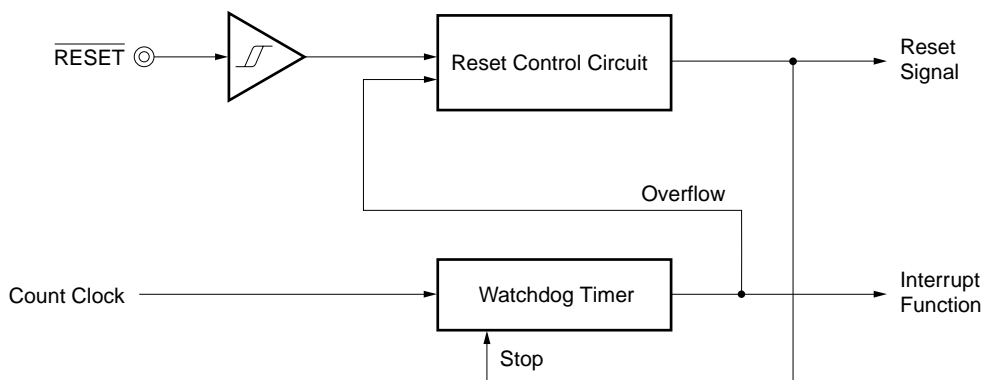 RESET
Reset Control Circuit
Reset
Signal
Overflow
Count Clock
Watchdog Timer
Interrupt
Function
Stop